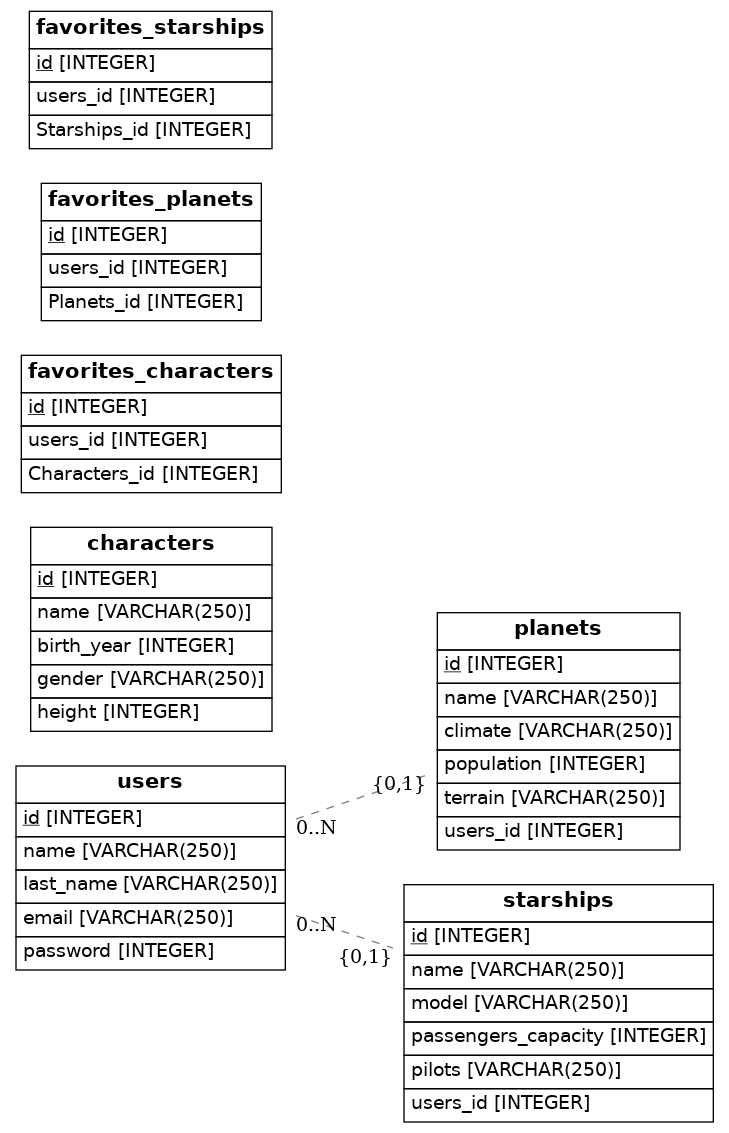 favorites_starships
id [INTEGER]
users_id [INTEGER]
Starships_id [INTEGER]
favorites_planets
id [INTEGER]
users_id [INTEGER]
Planets_id [INTEGER]
favorites_characters
id [INTEGER]
users_id [INTEGER]
Characters_id [INTEGER]
characters
id [INTEGER]
name [VARCHAR(250)]
birth_year [INTEGER]
gender [VARCHAR(250)]
height [INTEGER]
users
id [INTEGER]
name [VARCHAR(250)]
last_name [VARCHAR(250)]
email [VARCHAR(250)]
password [INTEGER]
0..N
{0,1}
0..N
{0,1}
planets
id [INTEGER]
name [VARCHAR(250)]
climate [VARCHAR(250)]
population [INTEGER]
terrain [VARCHAR(250)]
users_id [INTEGER]
starships
id [INTEGER]
name [VARCHAR(250)]
model [VARCHAR(250)]
passengers_capacity [INTEGER]
pilots [VARCHAR(250)]
users_id [INTEGER]